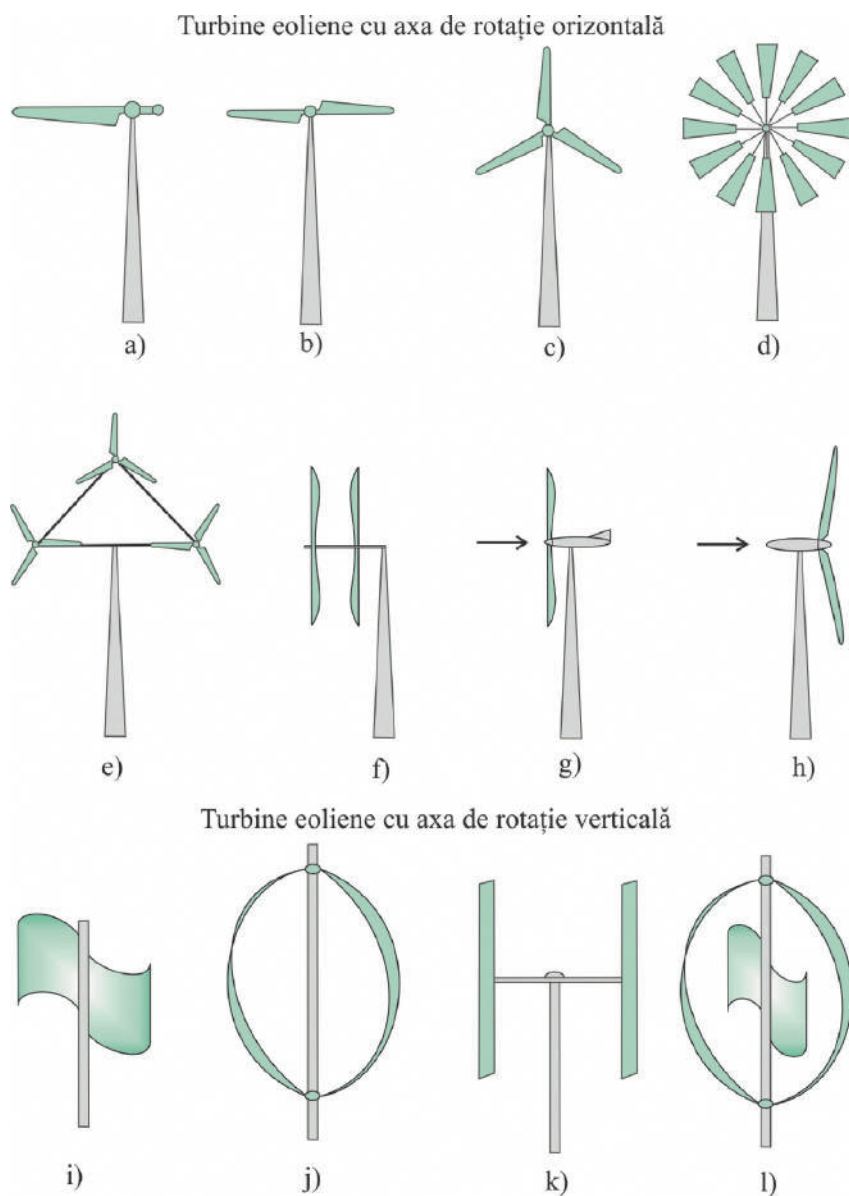 Turbine eoliene cu axa de rotație orizontală
a)
b)
c)
d)
e)
f)
g)
h)
Turbine eoliene cu axa de rotație verticală
i)
j)
k)
l)